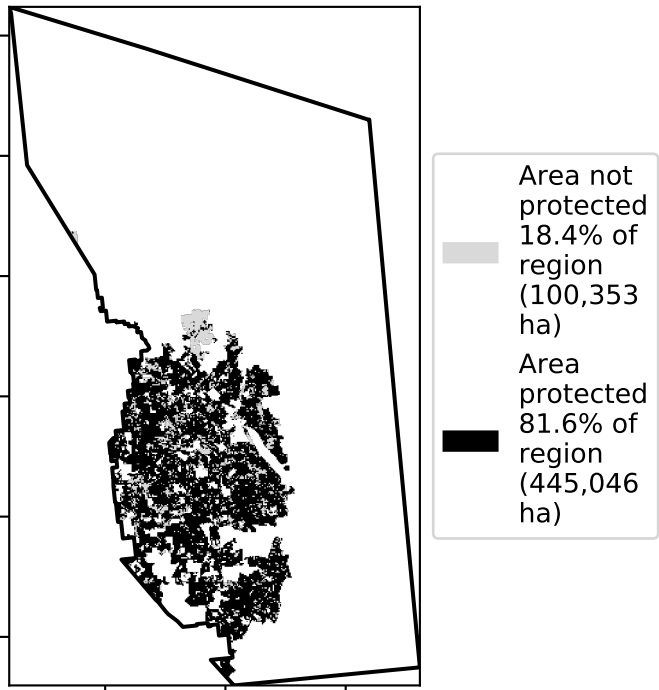 Area not
protected
18.4% of
region
(100,353
ha)
Area
protected
81.6% of
region
(445,046
ha)